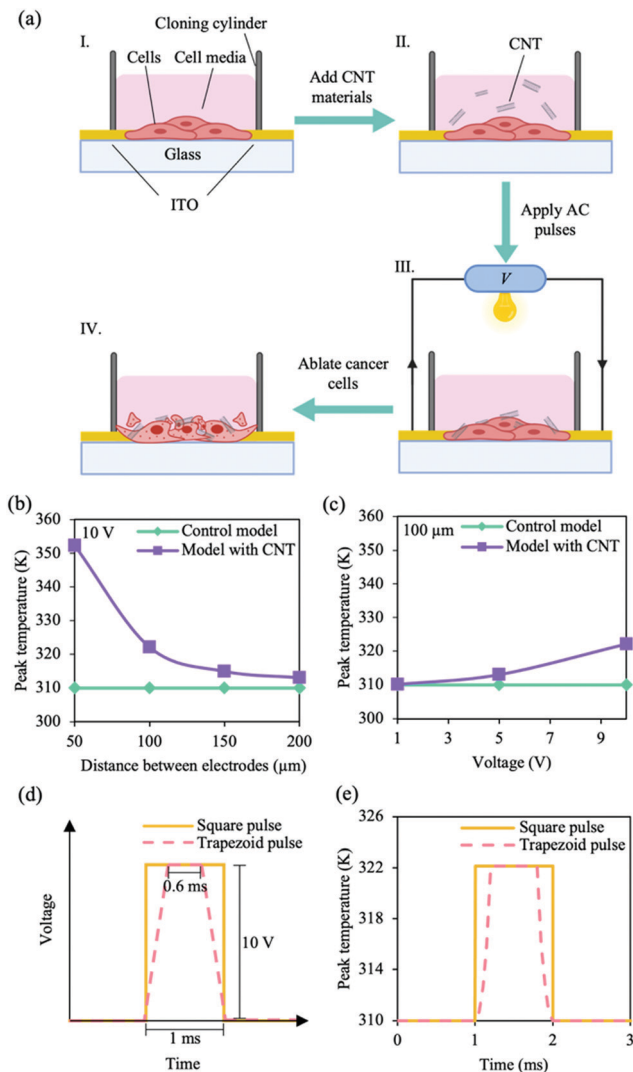 (a)
I.
Cloning cylinder
Cells
Cell media
Glass
ITO
Add CNT
materials
II.
CNT
Apply AC
pulses
III.
V
IV.
Ablate cancer
cells
(b)
10 V
Control model
Model with CNT
Peak temperature (K)
360
350
340
330
320
310
300
50
100
150
200
Distance between electrodes (µm)
(c)
100 µm
Control model
Model with CNT
Peak temperature (K)
360
350
340
330
320
310
300
1
3
5
7
9
Voltage (V)
(d)
Square pulse
Trapezoid pulse
0.6 ms
10 V
Voltage
1 ms
Time
(e)
Square pulse
Trapezoid pulse
Peak temperature (K)
326
322
318
314
310
0
1
2
3
Time (ms)